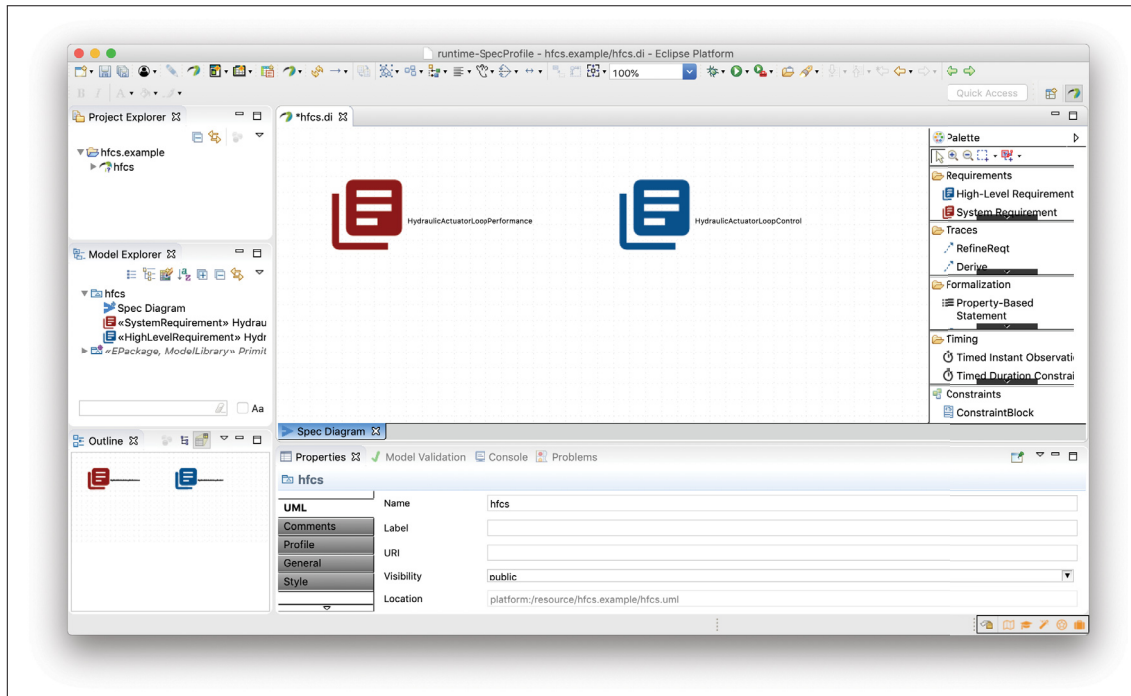 runtime-SpecProfile - hfcs.example/hfcs.di - Eclipse Platform
100%
B I A
Quick Access
Project Explorer
hfcs.example
hfcs
*hfcs.di
HydraulicActuatorLoopPerformance
HydraulicActuatorLoopControl
Palette
Requirements
High-Level Requirement
System Requirement
Traces
RefineReqt
Derive
Formalization
Property-Based
Statement
Timing
Timed Instant Observati
Timed Duration Constrai
Constraints
ConstraintBlock
Model Explorer
hfcs
Spec Diagram
«SystemRequirement» Hydrau
«HighLevelRequirement» Hydr
«EPackage, ModelLibrary» Primit
Aa
Outline
Spec Diagram
Properties Model Validation Console Problems
hfcs
UML
Comments
Profile
General
Style
Name hfcs
Label
URI
Visibility public
Location platform:/resource/hfcs.example/hfcs.uml